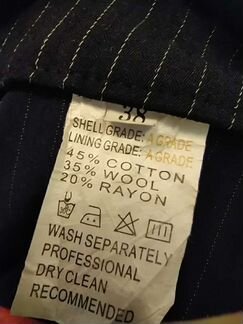 38
SHELL GRADE: A GRADE
LINING GRADE: A GRADE
45% COTTON
35% WOOL
20% RAYON
WASH SEPARATELY
PROFESSIONAL
DRY CLEAN
RECOMMENDED